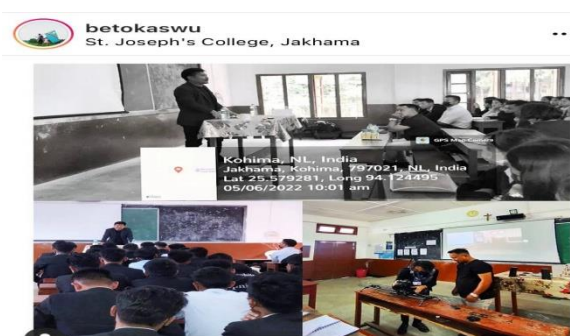 betokaswu
St. Joseph's College, Jakhama
GPS Map Camera
Kohima, NL, India
Jakhama, Kohima, 797021, NL, India
Lat 25.579281, Long 94.124495
05/06/2022 10:01 am